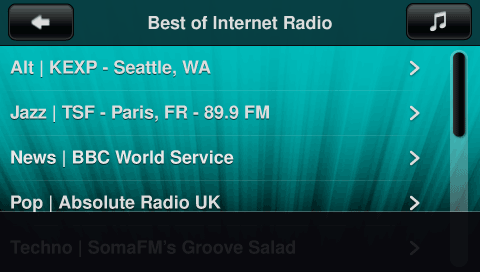 Best of Internet Radio
Alt | KEXP - Seattle, WA
Jazz | TSF - Paris, FR - 89.9 FM
News | BBC World Service
Pop | Absolute Radio UK
Techno | SomaFM's Groove Salad